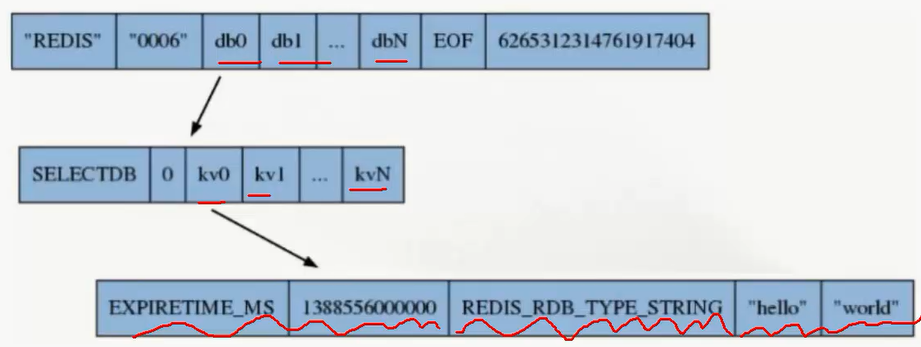 "REDIS" "0006" db0 db1 ... dbN EOF 6265312314761917404
SELECTDB 0 kv0 kv1 ... kvN
EXPIRETIME_MS 1388556000000 REDIS_RDB_TYPE_STRING "hello" "world"